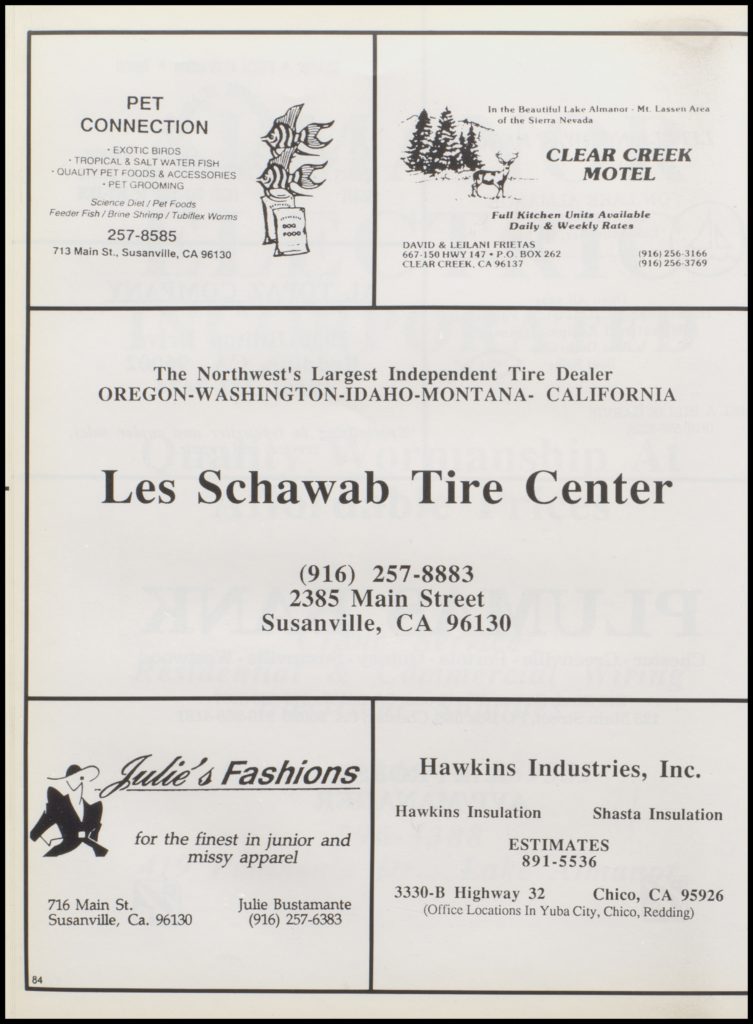 PET
CONNECTION
· EXOTIC BIRDS
· TROPICAL & SALT WATER FISH
· QUALITY PET FOODS & ACCESSORIES
· PET GROOMING
Science Diet / Pet Foods
Feeder Fish / Brine Shrimp / Tubiflex Worms
257-8585
713 Main St., Susanville, CA 96130
DOG
FOOD
In the Beautiful Lake Almanor - Mt. Lassen Area
of the Sierra Nevada
CLEAR CREEK
MOTEL
Full Kitchen Units Available
Daily & Weekly Rates
DAVID & LEILANI FRIETAS
667-150 HWY 147 • P.O. BOX 262
CLEAR CREEK, CA 96137
(916) 256-3166
(916) 256-3769
The Northwest's Largest Independent Tire Dealer
OREGON-WASHINGTON-IDAHO-MONTANA- CALIFORNIA
Les Schawab Tire Center
(916) 257-8883
2385 Main Street
Susanville, CA 96130
Julie's Fashions
for the finest in junior and
missy apparel
716 Main St.
Susanville, Ca. 96130
Julie Bustamante
(916) 257-6383
Hawkins Industries, Inc.
Hawkins Insulation Shasta Insulation
ESTIMATES
891-5536
3330-B Highway 32 Chico, CA 95926
(Office Locations In Yuba City, Chico, Redding)
84